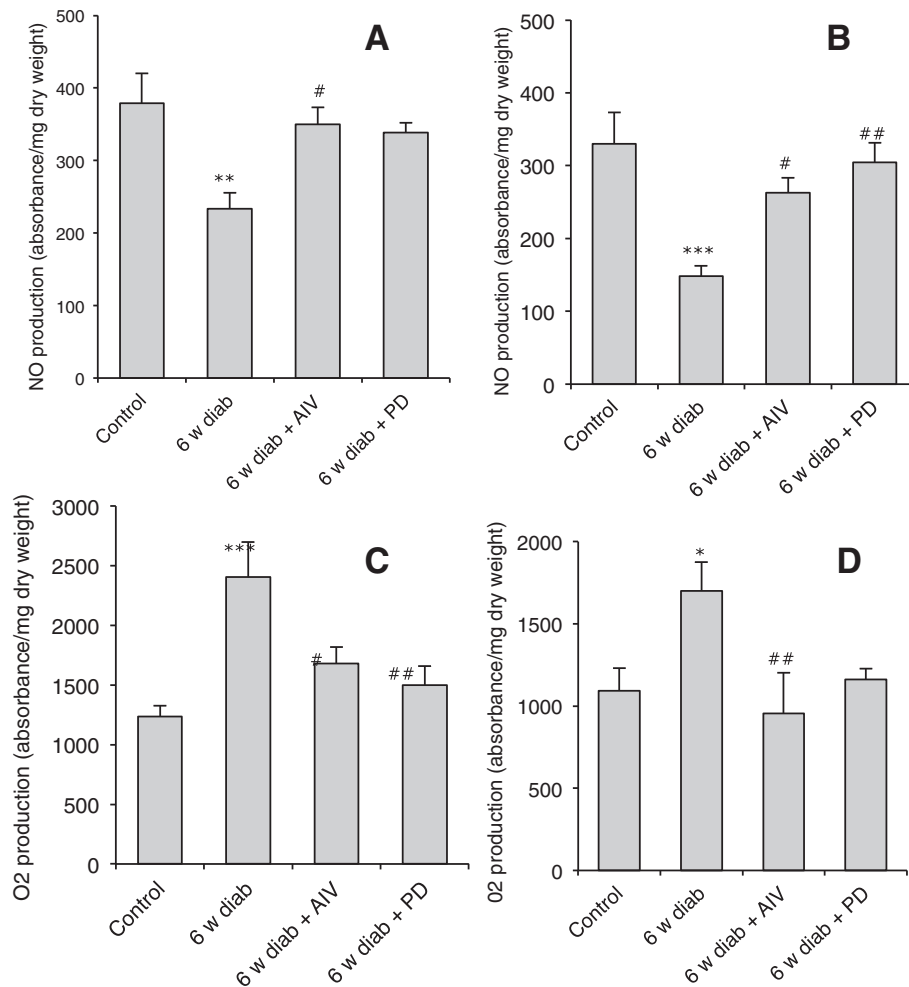 A
NO production (absorbance/mg dry weight)
500
400
300
200
100
0
**
#
Control
6 w diab
6 w diab + AIV
6 w diab + PD
B
NO production (absorbance/mg dry weight)
500
400
300
200
100
0
***
#
##
Control
6 w diab
6 w diab + AIV
6 w diab + PD
C
O2 production (absorbance/mg dry weight)
3000
2500
2000
1500
1000
500
0
***
#
##
Control
6 w diab
6 w diab + AIV
6 w diab + PD
D
02 production (absorbance/mg dry weight)
2000
1500
1000
500
0
*
##
Control
6 w diab
6 w diab + AIV
6 w diab + PD